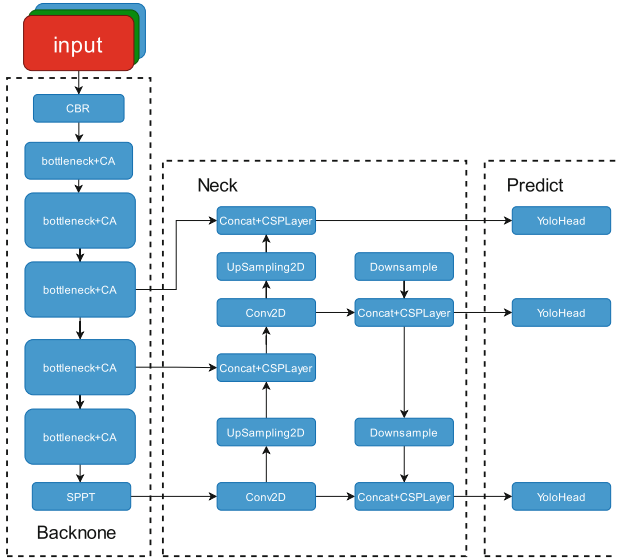 input
CBR
bottleneck+CA
bottleneck+CA
bottleneck+CA
bottleneck+CA
bottleneck+CA
SPPT
Backnone
Neck
Concat+CSPLayer
UpSampling2D
Downsample
Conv2D
Concat+CSPLayer
Concat+CSPLayer
UpSampling2D
Downsample
Conv2D
Concat+CSPLayer
Predict
YoloHead
YoloHead
YoloHead